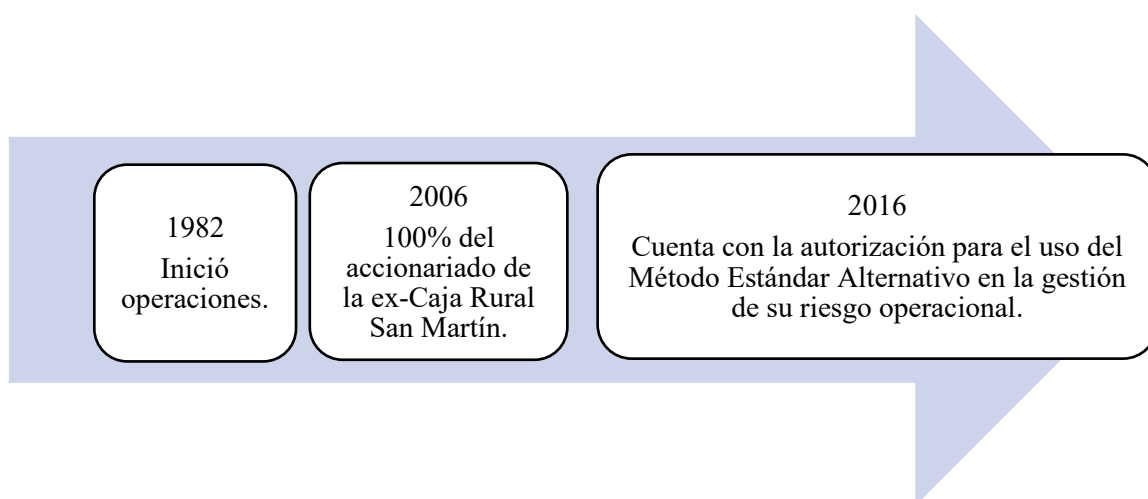 1982
Inició
operaciones.
2006
100% del
accionariado de
la ex-Caja Rural
San Martín.
2016
Cuenta con la autorización para el uso del
Método Estándar Alternativo en la gestión
de su riesgo operacional.